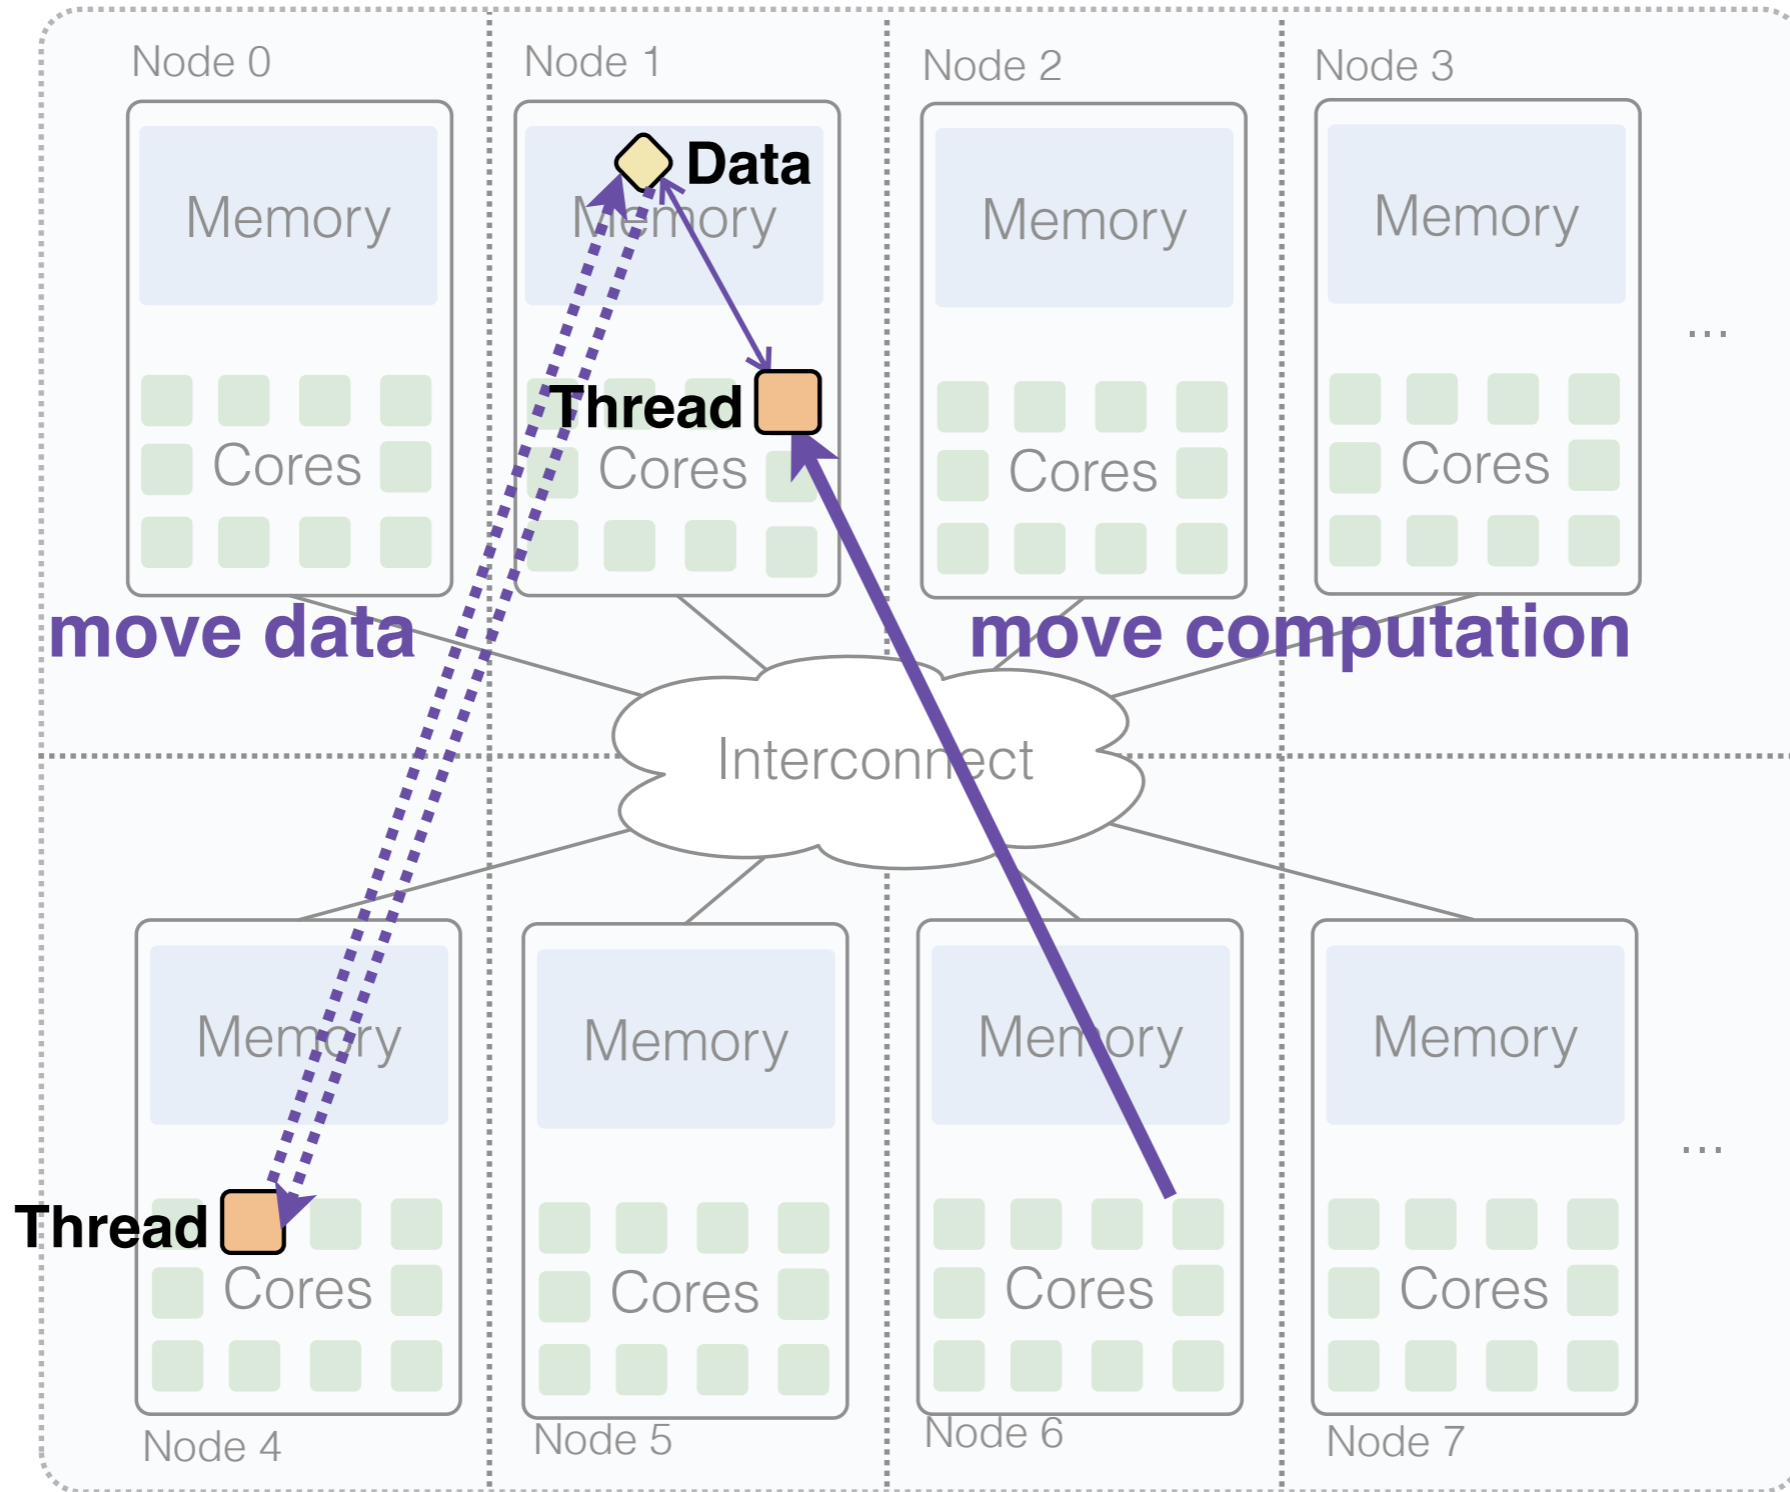 Node 0
Node 1
Node 2
Node 3
Data
Memory
Memory
Memory
Memory
...
Thread
Cores
Cores
Cores
Cores
move data
move computation
Interconnect
Memory
Memory
Memory
Memory
...
Thread
Cores
Cores
Cores
Cores
Node 4
Node 5
Node 6
Node 7